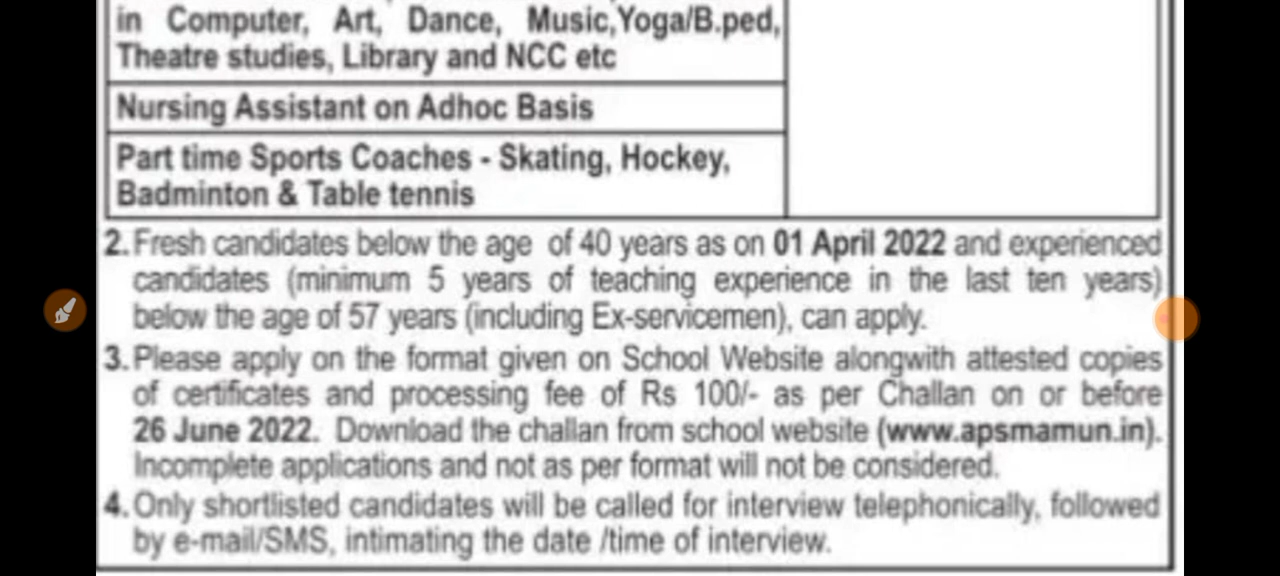 in Computer, Art, Dance, Music,Yoga/B.ped,
Theatre studies, Library and NCC etc
Nursing Assistant on Adhoc Basis
Part time Sports Coaches - Skating, Hockey,
Badminton & Table tennis
2. Fresh candidates below the age of 40 years as on 01 April 2022 and experienced
candidates (minimum 5 years of teaching experience in the last ten years)
below the age of 57 years (including Ex-servicemen), can apply.
3. Please apply on the format given on School Website alongwith attested copies
of certificates and processing fee of Rs 100/- as per Challan on or before
26 June 2022. Download the challan from school website (www.apsmamun.in).
Incomplete applications and not as per format will not be considered.
4. Only shortlisted candidates will be called for interview telephonically, followed
by e-mail/SMS, intimating the date /time of interview.